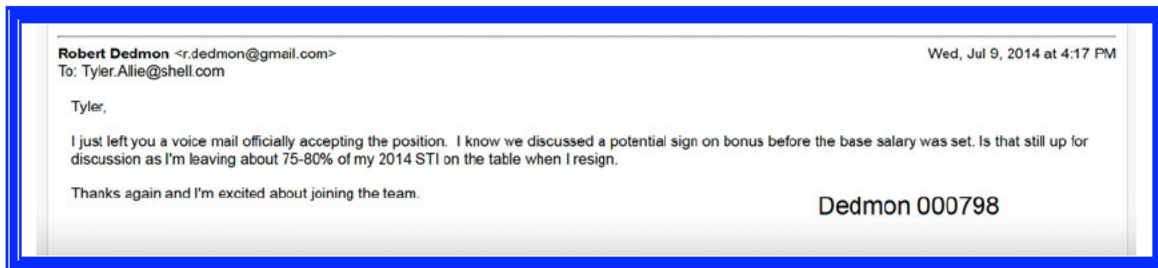 Robert Dedmon <r.dedmon@gmail.com> Wed, Jul 9, 2014 at 4:17 PM
To: Tyler.Allie@shell.com
Tyler,
I just left you a voice mail officially accepting the position. I know we discussed a potential sign on bonus before the base salary was set. Is that still up for
discussion as I'm leaving about 75-80% of my 2014 STI on the table when I resign.
Thanks again and I'm excited about joining the team.
Dedmon 000798